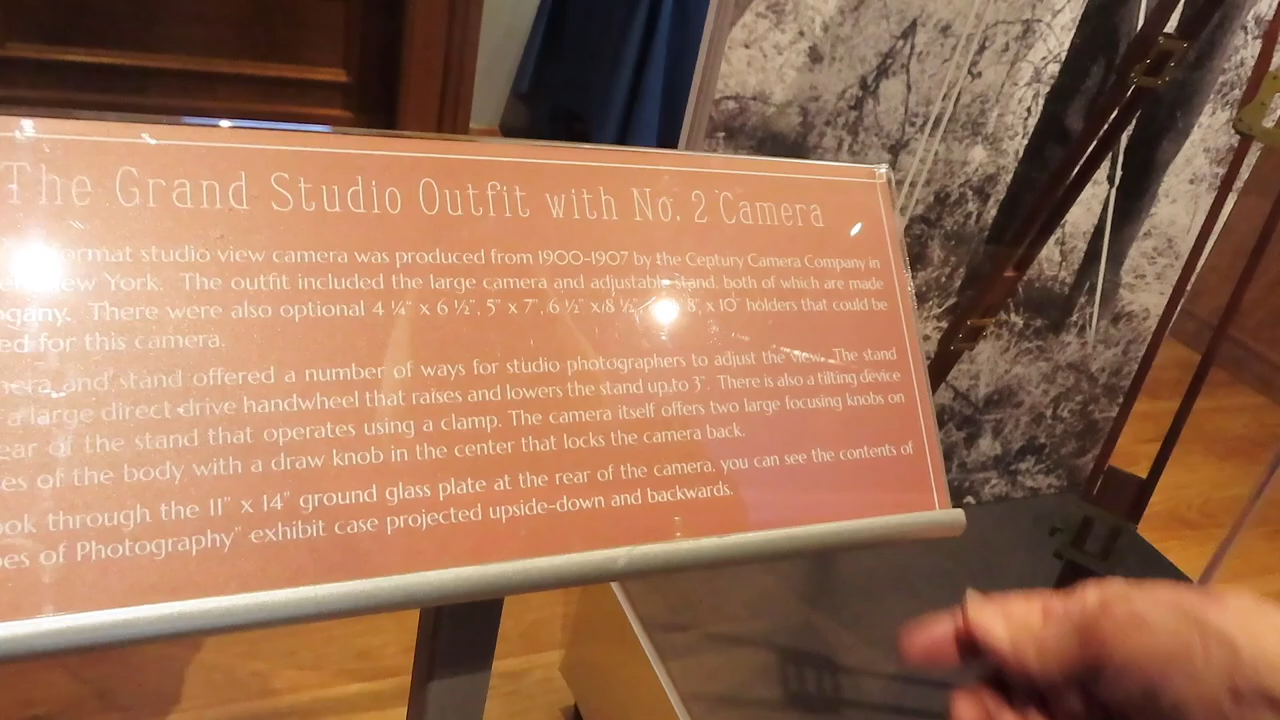 The Grand Studio Outfit with No. 2 Camera
ormat studio view camera was produced from 1900-1907 by the Century Camera Company in
New York. The outfit included the large camera and adjustable stand, both of which are made
ogany. There were also optional 4 ¼" x 6 ½", 5" x 7", 6 ½" x 8 ½", 8" x 10" holders that could be
ed for this camera.
era and stand offered a number of ways for studio photographers to adjust the view. The stand
a large direct-drive handwheel that raises and lowers the stand up to 3". There is also a tilting device
ear of the stand that operates using a clamp. The camera itself offers two large focusing knobs on
es of the body with a draw knob in the center that locks the camera back.
ook through the 11" x 14" ground glass plate at the rear of the camera, you can see the contents of
pes of Photography" exhibit case projected upside-down and backwards.